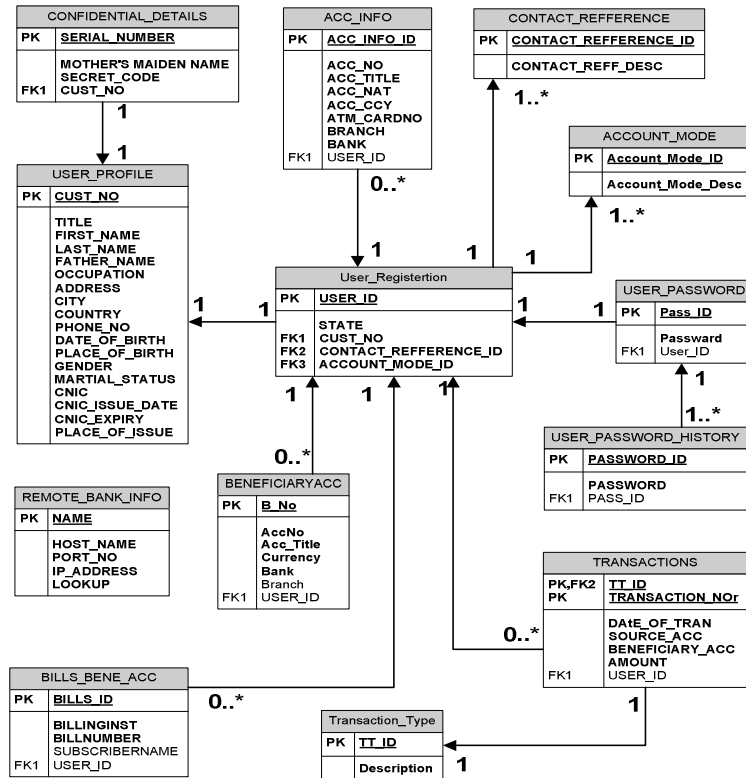 CONFIDENTIAL_DETAILS
PK SERIAL_NUMBER
MOTHER'S MAIDEN NAME
SECRET_CODE
FK1 CUST_NO
1
1
ACC_INFO
PK ACC_INFO_ID
ACC_NO
ACC_TITLE
ACC_NAT
ACC_CCY
ATM_CARDNO
BRANCH
BANK
FK1 USER_ID
0..*
1
CONTACT_REFFERENCE
PK CONTACT_REFFERENCE_ID
CONTACT_REFF_DESC
1..*
1
ACCOUNT_MODE
PK Account_Mode_ID
Account_Mode_Desc
1..*
1
USER_PROFILE
PK CUST_NO
TITLE
FIRST_NAME
LAST_NAME
FATHER_NAME
OCCUPATION
ADDRESS
CITY
COUNTRY
PHONE_NO
DATE_OF_BIRTH
PLACE_OF_BIRTH
GENDER
MARTIAL_STATUS
CNIC
CNIC_ISSUE_DATE
CNIC_EXPIRY
PLACE_OF_ISSUE
1 1
User_Registertion
PK USER_ID
STATE
FK1 CUST_NO
FK2 CONTACT_REFFERENCE_ID
FK3 ACCOUNT_MODE_ID
1 1
1 1 1
USER_PASSWORD
PK Pass_ID
Passward
FK1 User_ID
1
1..*
USER_PASSWORD_HISTORY
PK PASSWORD_ID
PASSWORD
FK1 PASS_ID
REMOTE_BANK_INFO
PK NAME
HOST_NAME
PORT_NO
IP_ADDRESS
LOOKUP
0..*
BENEFICIARYACC
PK B_No
AccNo
Acc_Title
Currency
Bank
Branch
FK1 USER_ID
TRANSACTIONS
PK,FK2 TT_ID
PK TRANSACTION_NOr
DAtE_OF_TRAN
SOURCE_ACC
BENEFICIARY_ACC
AMOUNT
FK1 USER_ID
0..*
1
BILLS_BENE_ACC
PK BILLS_ID
BILLINGINST
BILLNUMBER
SUBSCRIBERNAME
FK1 USER_ID
0..*
Transaction_Type
PK TT_ID
Description
1